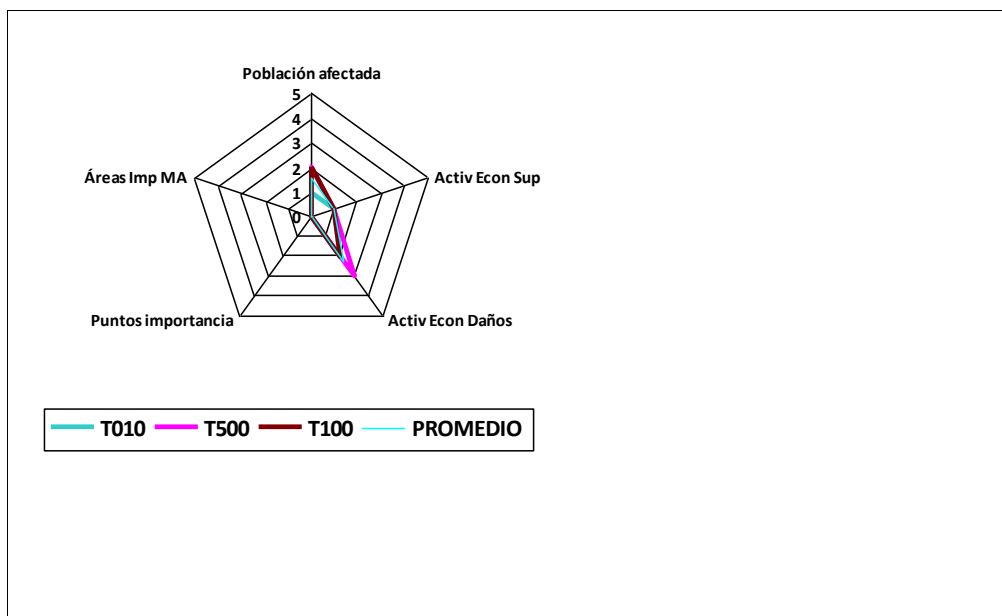 Población afectada
5
4
3
2
1
0
Áreas Imp MA
Activ Econ Sup
Puntos importancia
Activ Econ Daños
T010 T500 T100 PROMEDIO